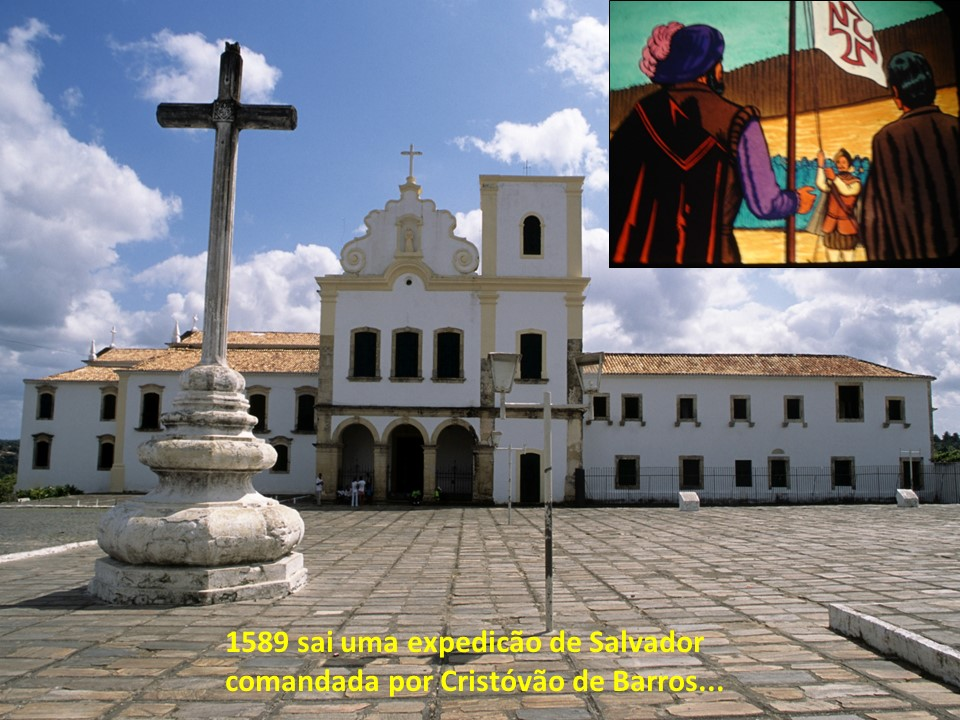 1589 sai uma expedicão de Salvador
comandada por Cristóvão de Barros...